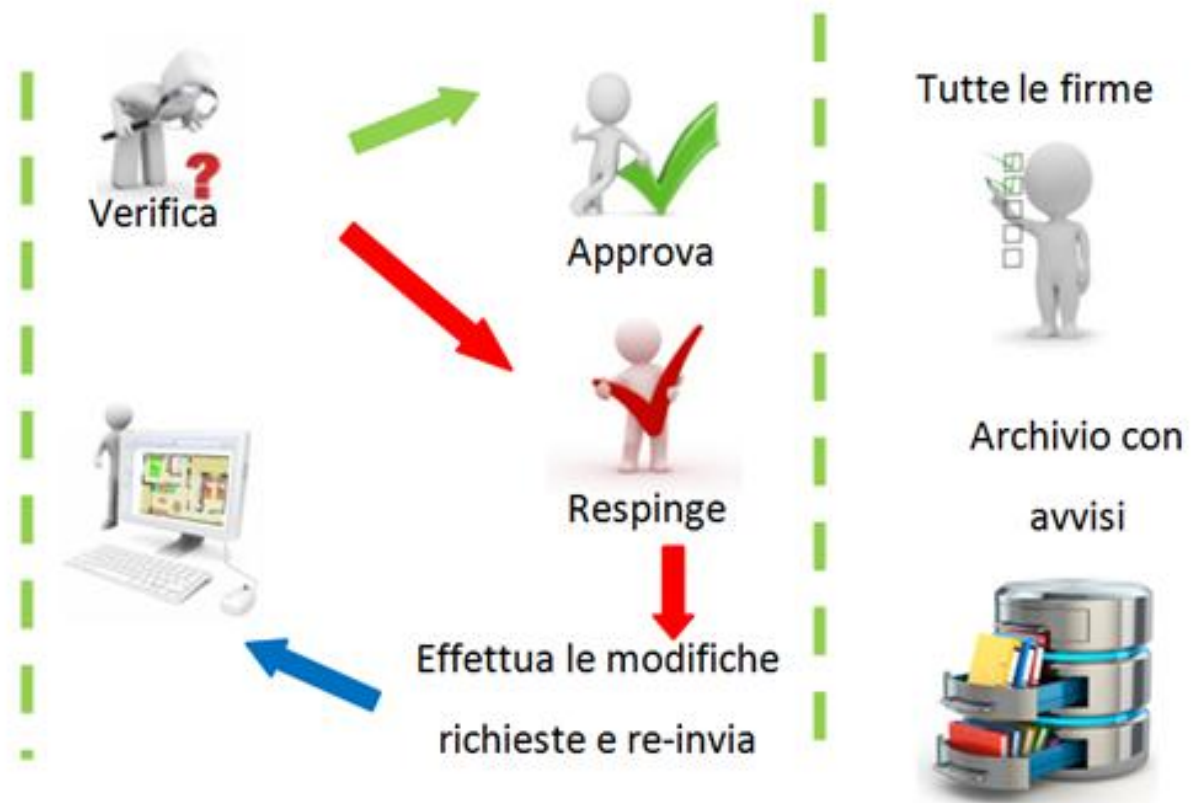 Verifica
Approva
Respinge
Effettua le modifiche
richieste e re-invia
Tutte le firme
Archivio con
avvisi